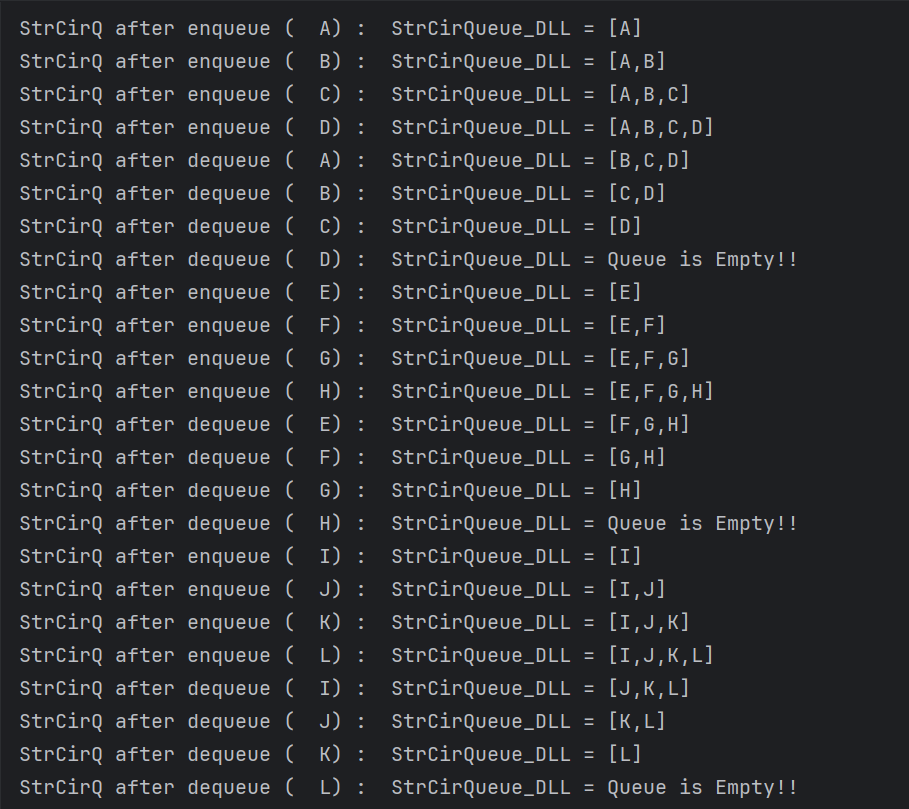 StrCirQ after enqueue (  A) :  StrCirQueue_DLL = [A]
StrCirQ after enqueue (  B) :  StrCirQueue_DLL = [A,B]
StrCirQ after enqueue (  C) :  StrCirQueue_DLL = [A,B,C]
StrCirQ after enqueue (  D) :  StrCirQueue_DLL = [A,B,C,D]
StrCirQ after dequeue (  A) :  StrCirQueue_DLL = [B,C,D]
StrCirQ after dequeue (  B) :  StrCirQueue_DLL = [C,D]
StrCirQ after dequeue (  C) :  StrCirQueue_DLL = [D]
StrCirQ after dequeue (  D) :  StrCirQueue_DLL = Queue is Empty!!
StrCirQ after enqueue (  E) :  StrCirQueue_DLL = [E]
StrCirQ after enqueue (  F) :  StrCirQueue_DLL = [E,F]
StrCirQ after enqueue (  G) :  StrCirQueue_DLL = [E,F,G]
StrCirQ after enqueue (  H) :  StrCirQueue_DLL = [E,F,G,H]
StrCirQ after dequeue (  E) :  StrCirQueue_DLL = [F,G,H]
StrCirQ after dequeue (  F) :  StrCirQueue_DLL = [G,H]
StrCirQ after dequeue (  G) :  StrCirQueue_DLL = [H]
StrCirQ after dequeue (  H) :  StrCirQueue_DLL = Queue is Empty!!
StrCirQ after enqueue (  I) :  StrCirQueue_DLL = [I]
StrCirQ after enqueue (  J) :  StrCirQueue_DLL = [I,J]
StrCirQ after enqueue (  K) :  StrCirQueue_DLL = [I,J,K]
StrCirQ after enqueue (  L) :  StrCirQueue_DLL = [I,J,K,L]
StrCirQ after dequeue (  I) :  StrCirQueue_DLL = [J,K,L]
StrCirQ after dequeue (  J) :  StrCirQueue_DLL = [K,L]
StrCirQ after dequeue (  K) :  StrCirQueue_DLL = [L]
StrCirQ after dequeue (  L) :  StrCirQueue_DLL = Queue is Empty!!